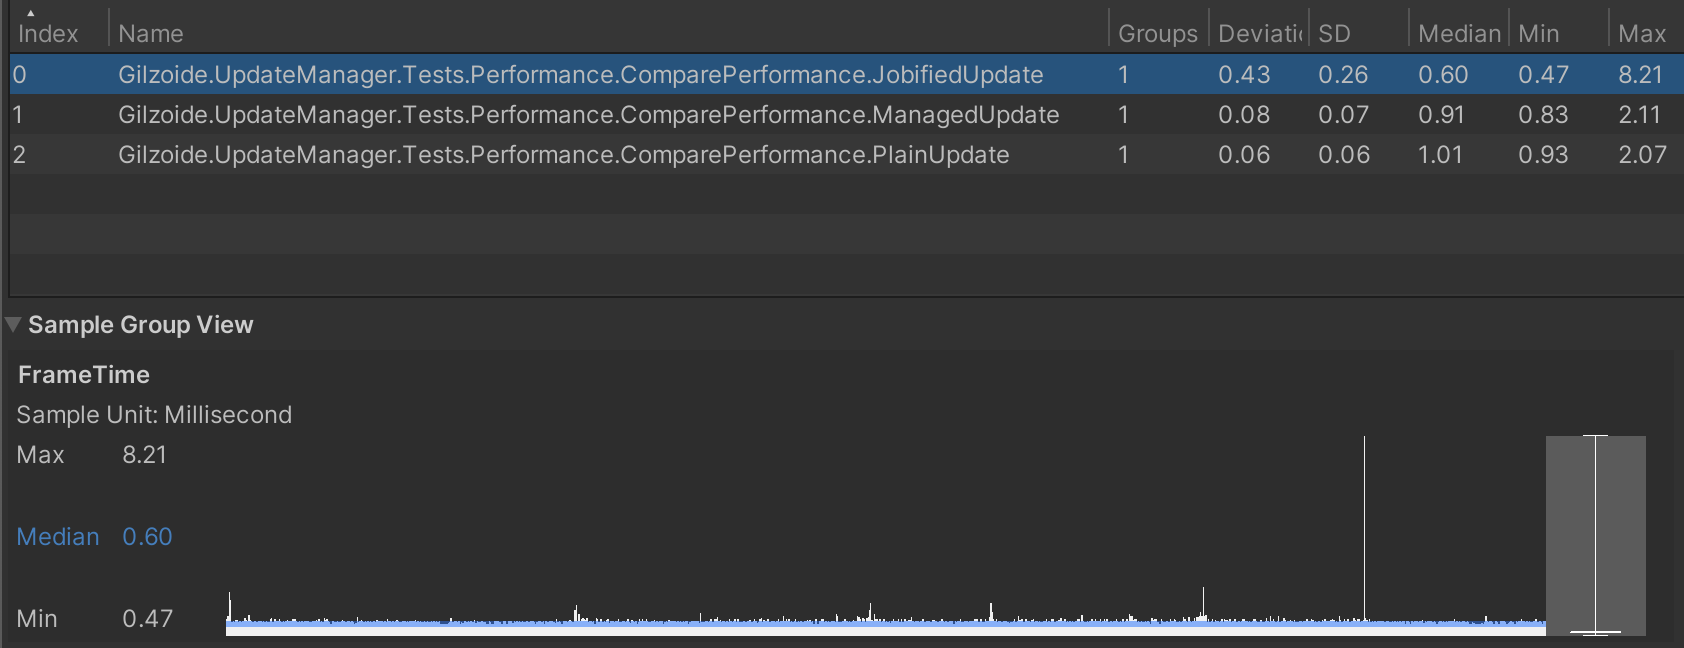 Index Name Groups Deviatio SD Median Min Max
0 Gilzoide.UpdateManager.Tests.Performance.ComparePerformance.JobifiedUpdate 1 0.43 0.26 0.60 0.47 8.21
1 Gilzoide.UpdateManager.Tests.Performance.ComparePerformance.ManagedUpdate 1 0.08 0.07 0.91 0.83 2.11
2 Gilzoide.UpdateManager.Tests.Performance.ComparePerformance.PlainUpdate 1 0.06 0.06 1.01 0.93 2.07
Sample Group View
FrameTime
Sample Unit: Millisecond
Max 8.21
Median 0.60
Min 0.47